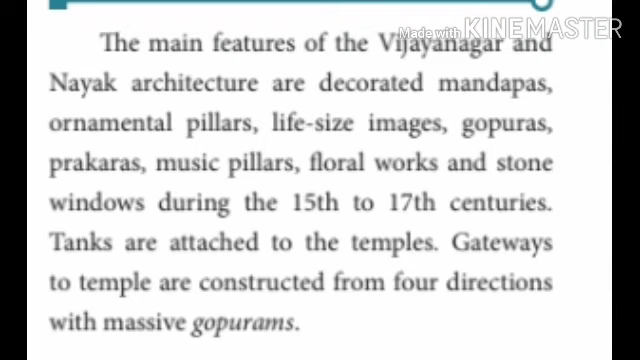 Made with KINEMASTER
The main features of the Vijayanagar and
Nayak architecture are decorated mandapas,
ornamental pillars, life-size images, gopuras,
prakaras, music pillars, floral works and stone
windows during the 15th to 17th centuries.
Tanks are attached to the temples. Gateways
to temple are constructed from four directions
with massive gopurams.